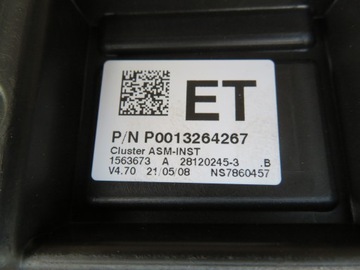 ET
P/N P0013264267
Cluster ASM-INST
1563673 A 28120245-3 .B
V4.70 21/05/08 NS7860457